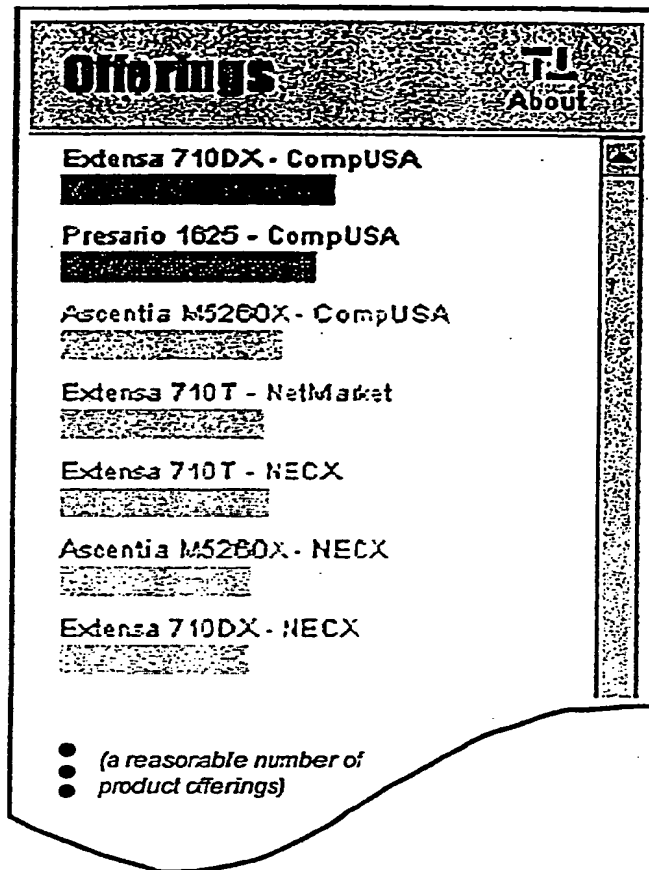 Offerings
About
Extensa 710DX - CompUSA
Presario 1625 - CompUSA
Ascentia M5260X - CompUSA
Extensa 710T - NetMarket
Extensa 710T - NECX
Ascentia M5260X - NECX
Extensa 710DX - NECX
(a reasonable number of
product offerings)